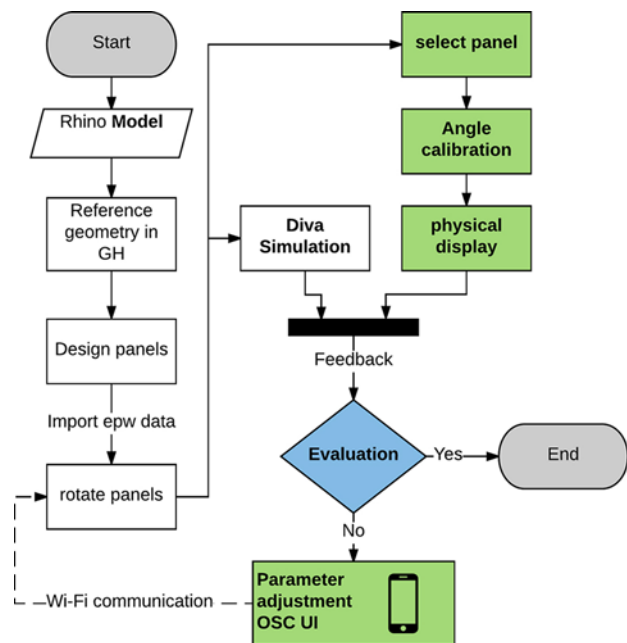 Start
select panel
Rhino Model
Angle
calibration
Reference
geometry in
GH
Diva
Simulation
physical
display
Design panels
Feedback
Import epw data
Evaluation
Yes
End
rotate panels
No
Parameter
adjustment
OSC UI
Wi-Fi communication